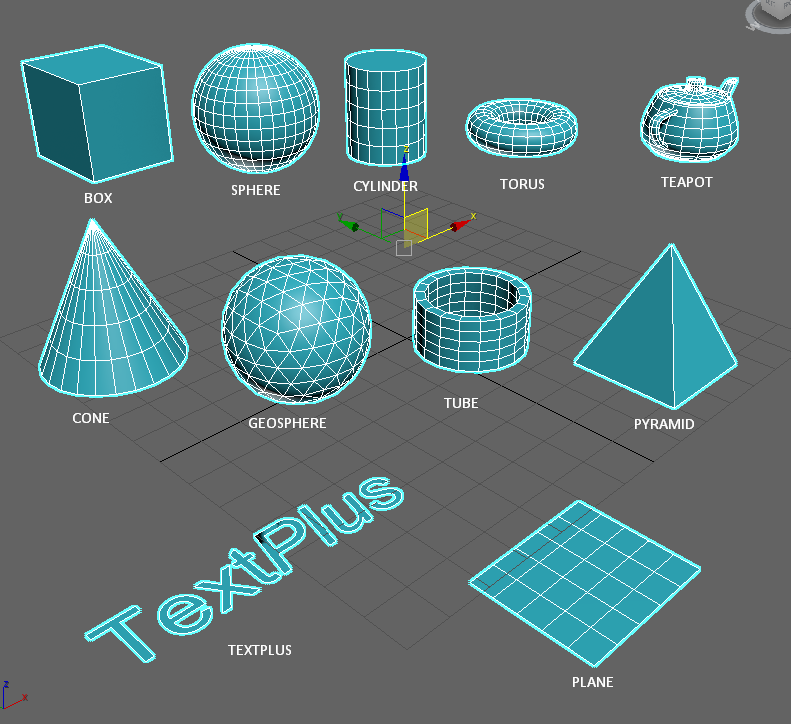 BOX
SPHERE
CYLINDER
TORUS
TEAPOT
z
y
x
CONE
GEOSPHERE
TUBE
PYRAMID
TextPlus
TEXTPLUS
PLANE
z
x